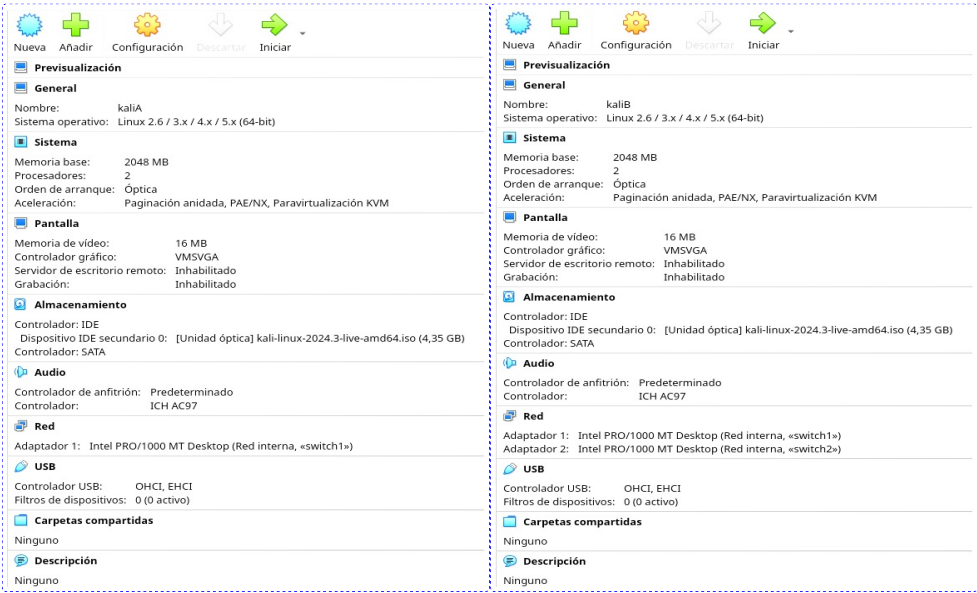 Nueva Añadir Configuración Descartar Iniciar
Previsualización
General
Nombre: kaliA
Sistema operativo: Linux 2.6 / 3.x / 4.x / 5.x (64-bit)
Sistema
Memoria base: 2048 MB
Procesadores: 2
Orden de arranque: Óptica
Aceleración: Paginación anidada, PAE/NX, Paravirtualización KVM
Pantalla
Memoria de vídeo: 16 MB
Controlador gráfico: VMSVGA
Servidor de escritorio remoto: Inhabilitado
Grabación: Inhabilitado
Almacenamiento
Controlador: IDE
Dispositivo IDE secundario 0: [Unidad óptica] kali-linux-2024.3-live-amd64.iso (4,35 GB)
Controlador: SATA
Audio
Controlador de anfitrión: Predeterminado
Controlador: ICH AC97
Red
Adaptador 1: Intel PRO/1000 MT Desktop (Red interna, «switch1»)
USB
Controlador USB: OHCI, EHCI
Filtros de dispositivos: 0 (0 activo)
Carpetas compartidas
Ninguno
Descripción
Ninguno
Nueva Añadir Configuración Descartar Iniciar
Previsualización
General
Nombre: kaliB
Sistema operativo: Linux 2.6 / 3.x / 4.x / 5.x (64-bit)
Sistema
Memoria base: 2048 MB
Procesadores: 2
Orden de arranque: Óptica
Aceleración: Paginación anidada, PAE/NX, Paravirtualización KVM
Pantalla
Memoria de vídeo: 16 MB
Controlador gráfico: VMSVGA
Servidor de escritorio remoto: Inhabilitado
Grabación: Inhabilitado
Almacenamiento
Controlador: IDE
Dispositivo IDE secundario 0: [Unidad óptica] kali-linux-2024.3-live-amd64.iso (4,35 GB)
Controlador: SATA
Audio
Controlador de anfitrión: Predeterminado
Controlador: ICH AC97
Red
Adaptador 1: Intel PRO/1000 MT Desktop (Red interna, «switch1»)
Adaptador 2: Intel PRO/1000 MT Desktop (Red interna, «switch2»)
USB
Controlador USB: OHCI, EHCI
Filtros de dispositivos: 0 (0 activo)
Carpetas compartidas
Ninguno
Descripción
Ninguno